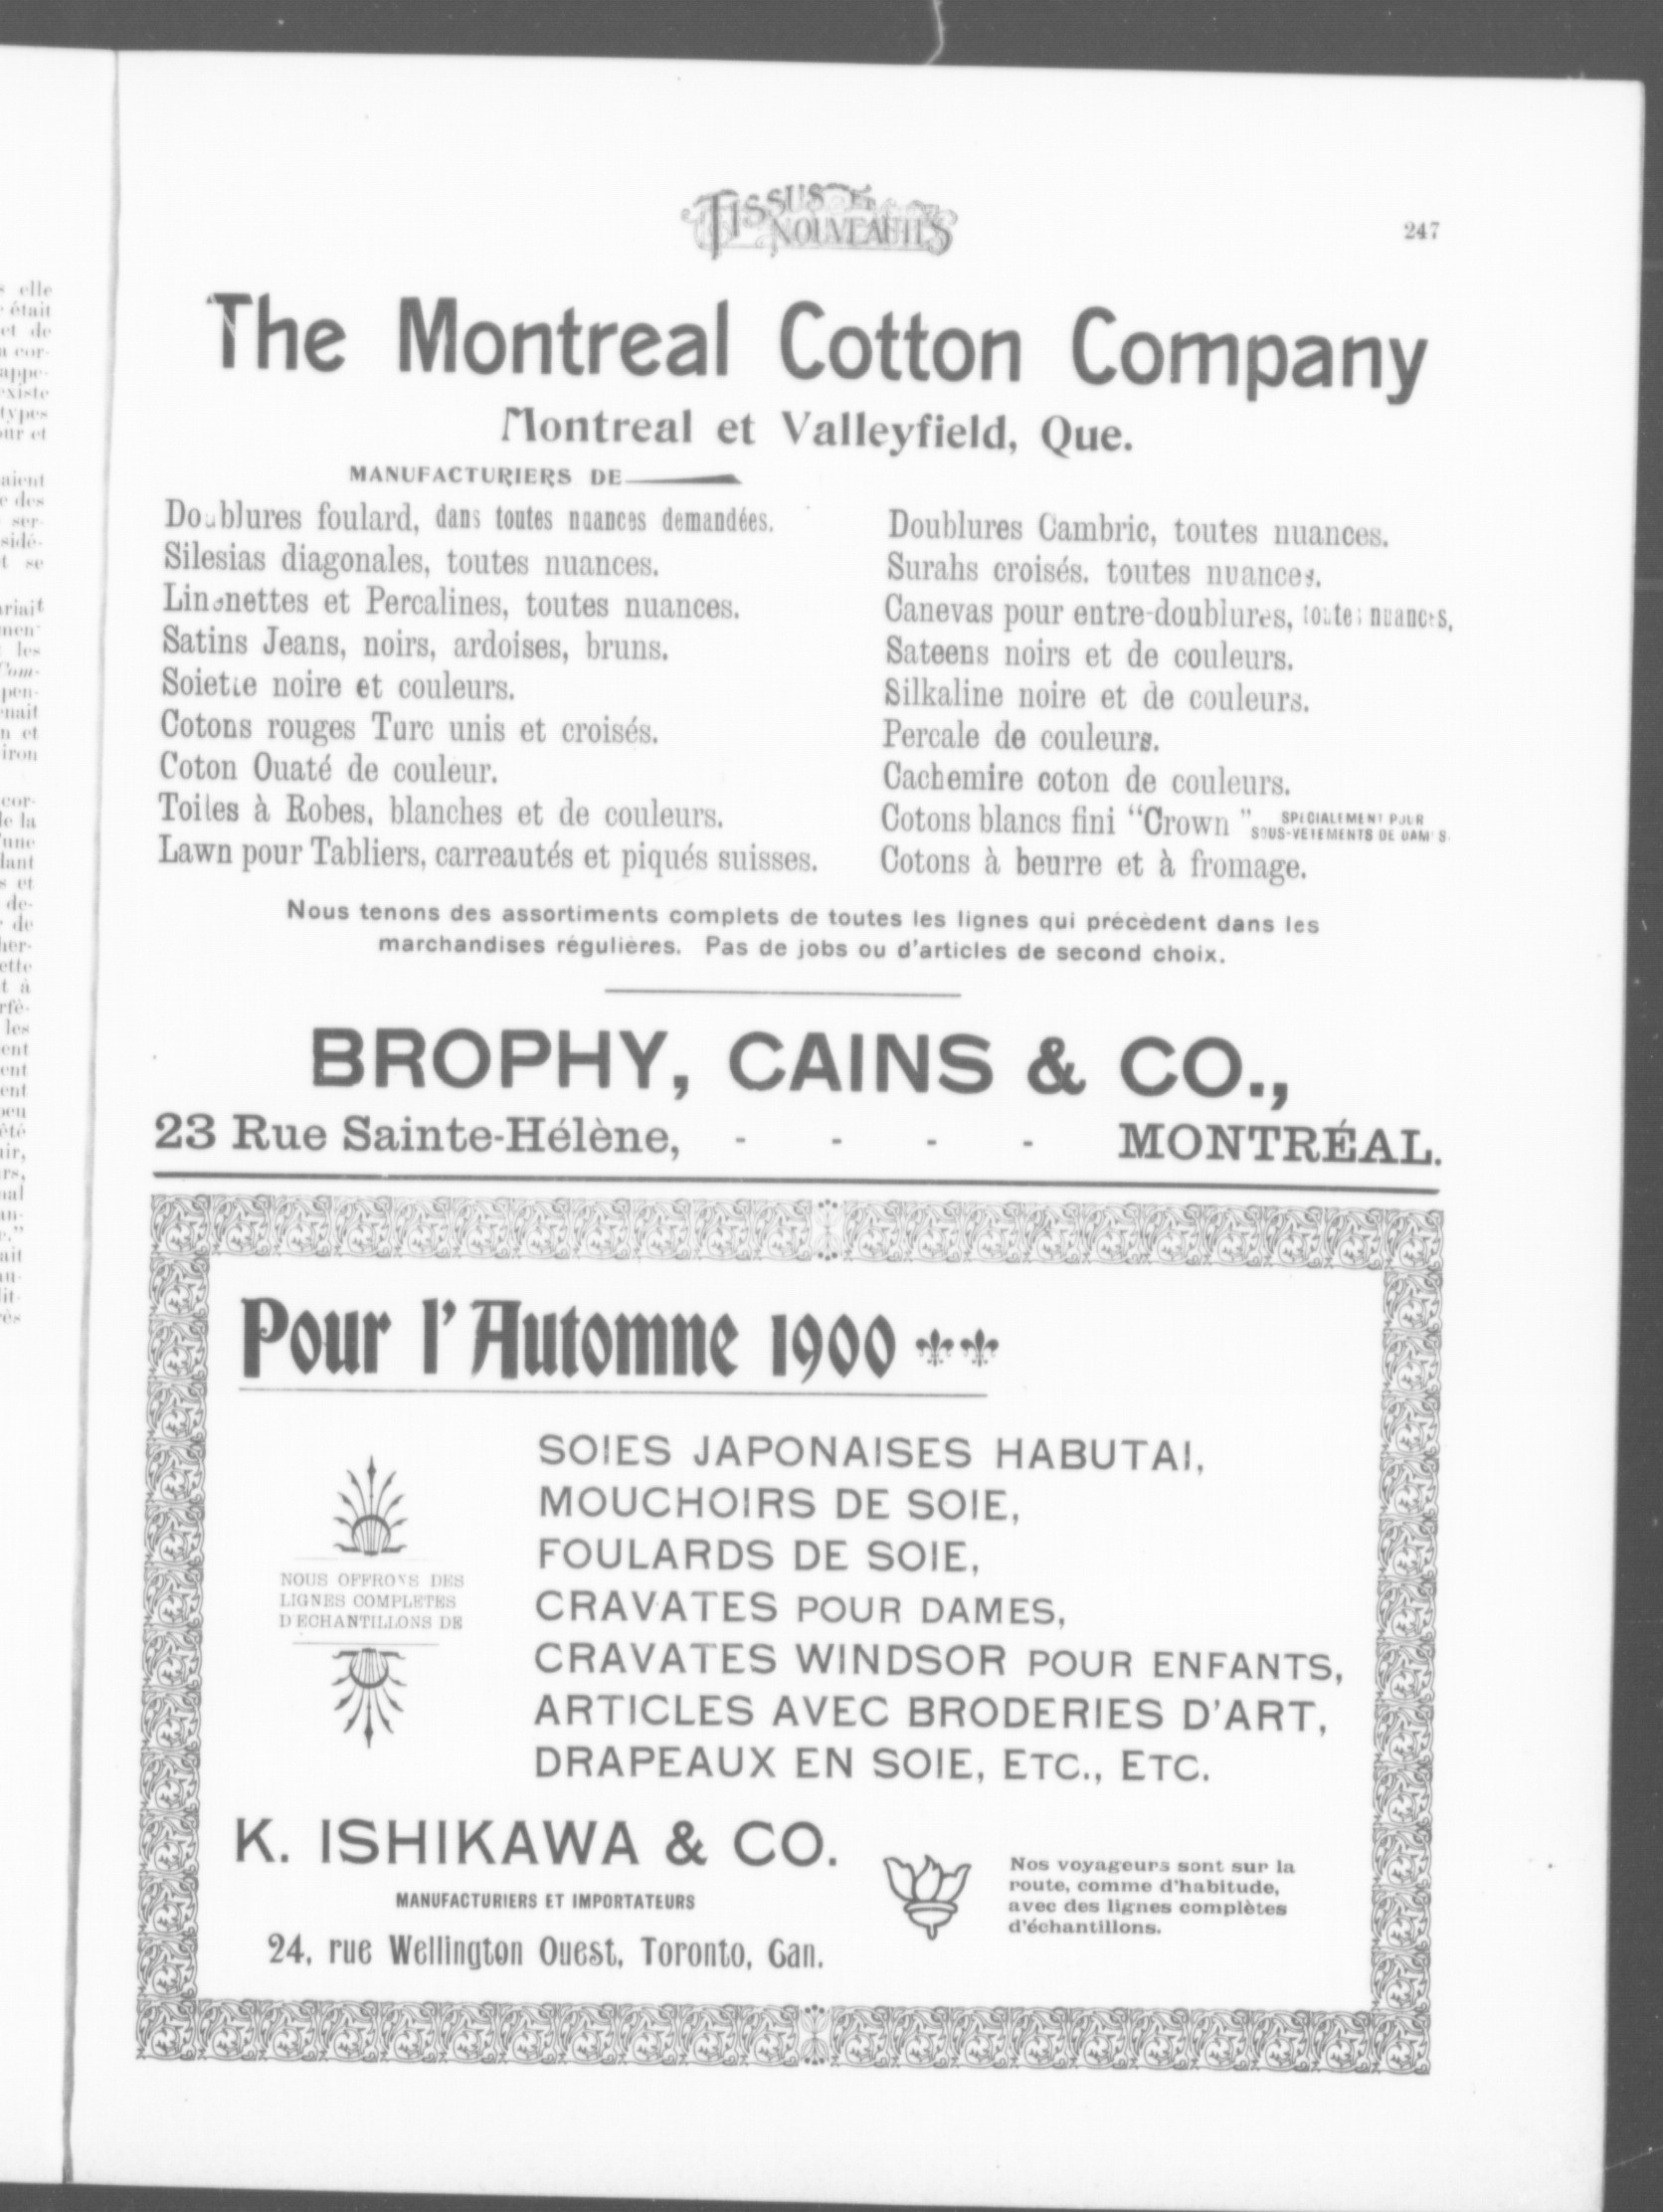 TISSUS ET NOUVEAUTÉS
247
The Montreal Cotton Company
Montreal et Valleyfield, Que.
MANUFACTURIERS DE
Doublures foulard, dans toutes nuances demandées.
Silesias diagonales, toutes nuances.
Linonettes et Percalines, toutes nuances.
Satins Jeans, noirs, ardoises, bruns.
Soiette noire et couleurs.
Cotons rouges Turc unis et croisés.
Coton Ouaté de couleur.
Toiles à Robes, blanches et de couleurs.
Lawn pour Tabliers, carreautés et piqués suisses.
Doublures Cambric, toutes nuances.
Surahs croisés. toutes nuances.
Canevas pour entre-doublures, toutes nuances.
Sateens noirs et de couleurs.
Silkaline noire et de couleurs.
Percale de couleurs.
Cachemire coton de couleurs.
Cotons blancs fini "Crown" SPECIALEMENT POUR
SOUS-VETEMENTS DE DAMES.
Cotons à beurre et à fromage.
Nous tenons des assortiments complets de toutes les lignes qui précèdent dans les
marchandises régulières. Pas de jobs ou d'articles de second choix.
BROPHY, CAINS & CO.,
23 Rue Sainte-Hélène, - - - - MONTRÉAL.
Pour l'Automne 1900
NOUS OFFRONS DES
LIGNES COMPLETES
D'ECHANTILLONS DE
SOIES JAPONAISES HABUTAI,
MOUCHOIRS DE SOIE,
FOULARDS DE SOIE,
CRAVATES POUR DAMES,
CRAVATES WINDSOR POUR ENFANTS,
ARTICLES AVEC BRODERIES D'ART,
DRAPEAUX EN SOIE, ETC., ETC.
K. ISHIKAWA & CO.
MANUFACTURIERS ET IMPORTATEURS
24, rue Wellington Ouest, Toronto, Can.
Nos voyageurs sont sur la
route, comme d'habitude,
avec des lignes complètes
d'échantillons.